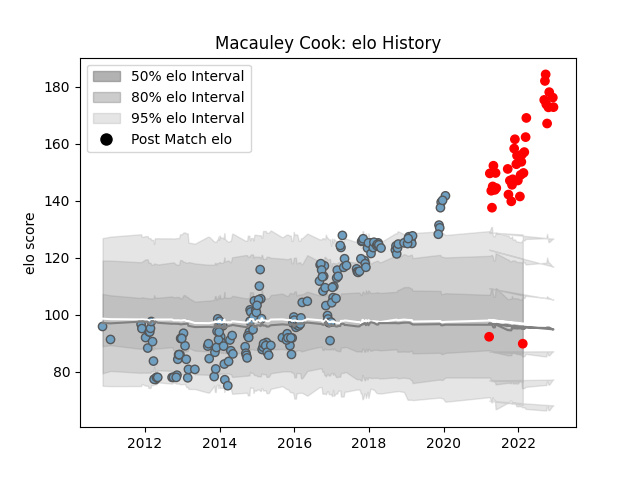 Macauley Cook: elo History
50% elo Interval
80% elo Interval
95% elo Interval
Post Match elo
elo score
180
160
140
120
100
80
2012 2014 2016 2018 2020 2022